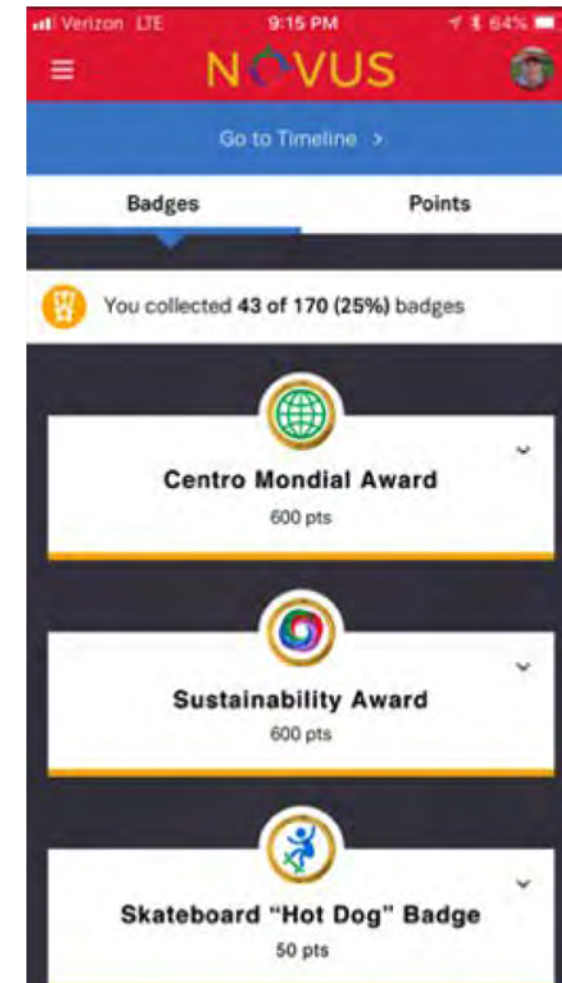 Verizon LTE 9:15 PM 64%
NOVUS
Go to Timeline >
Badges Points
You collected 43 of 170 (25%) badges
Centro Mondial Award
600 pts
Sustainability Award
600 pts
Skateboard “Hot Dog” Badge
50 pts